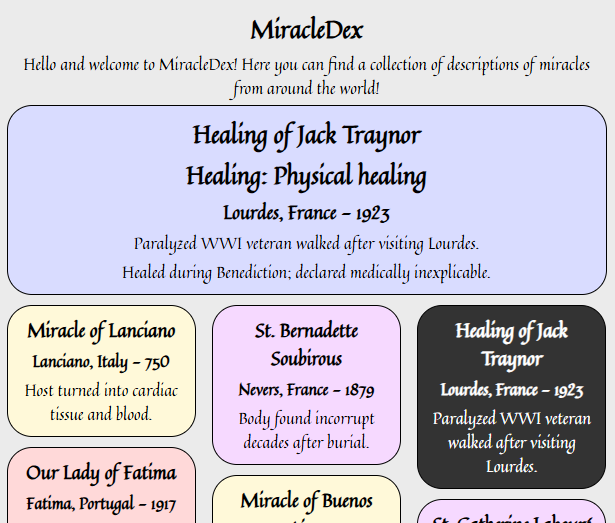 MiracleDex
Hello and welcome to MiracleDex! Here you can find a collection of descriptions of miracles
from around the world!
Healing of Jack Traynor
Healing: Physical healing
Lourdes, France – 1923
Paralyzed WWI veteran walked after visiting Lourdes.
Healed during Benediction; declared medically inexplicable.
Miracle of Lanciano
Lanciano, Italy – 750
Host turned into cardiac
tissue and blood.
Our Lady of Fatima
Fatima, Portugal – 1917
St. Bernadette
Soubirous
Nevers, France – 1879
Body found incorrupt
decades after burial.
Miracle of Buenos
Healing of Jack
Traynor
Lourdes, France – 1923
Paralyzed WWI veteran
walked after visiting
Lourdes.
St. Catherine